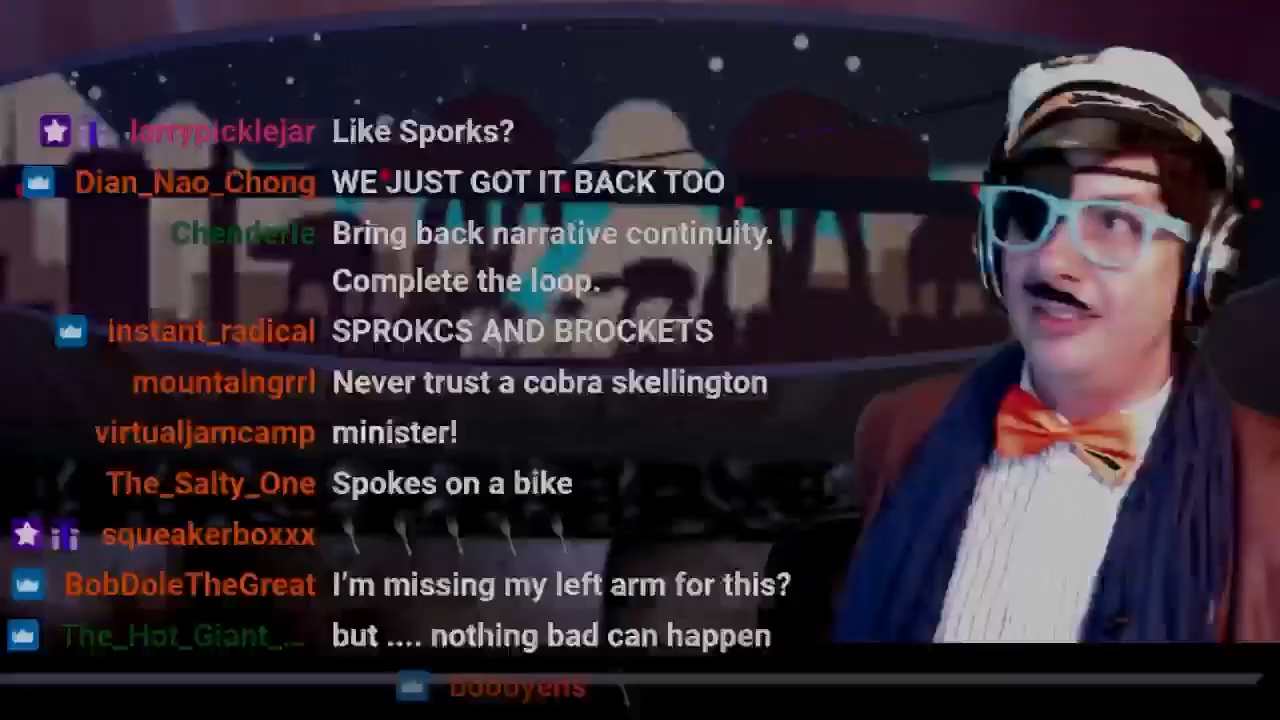 larrypicklejar Like Sporks?
Dian_Nao_Chong WE JUST GOT IT BACK TOO
Chenderle Bring back narrative continuity.
Complete the loop.
instant_radical SPROKCS AND BROCKETS
mountaingrrl Never trust a cobra skellington
virtualjamcamp minister!
The_Salty_One Spokes on a bike
squeakerboxxx
BobDoleTheGreat I'm missing my left arm for this?
The_Hot_Giant_... but .... nothing bad can happen